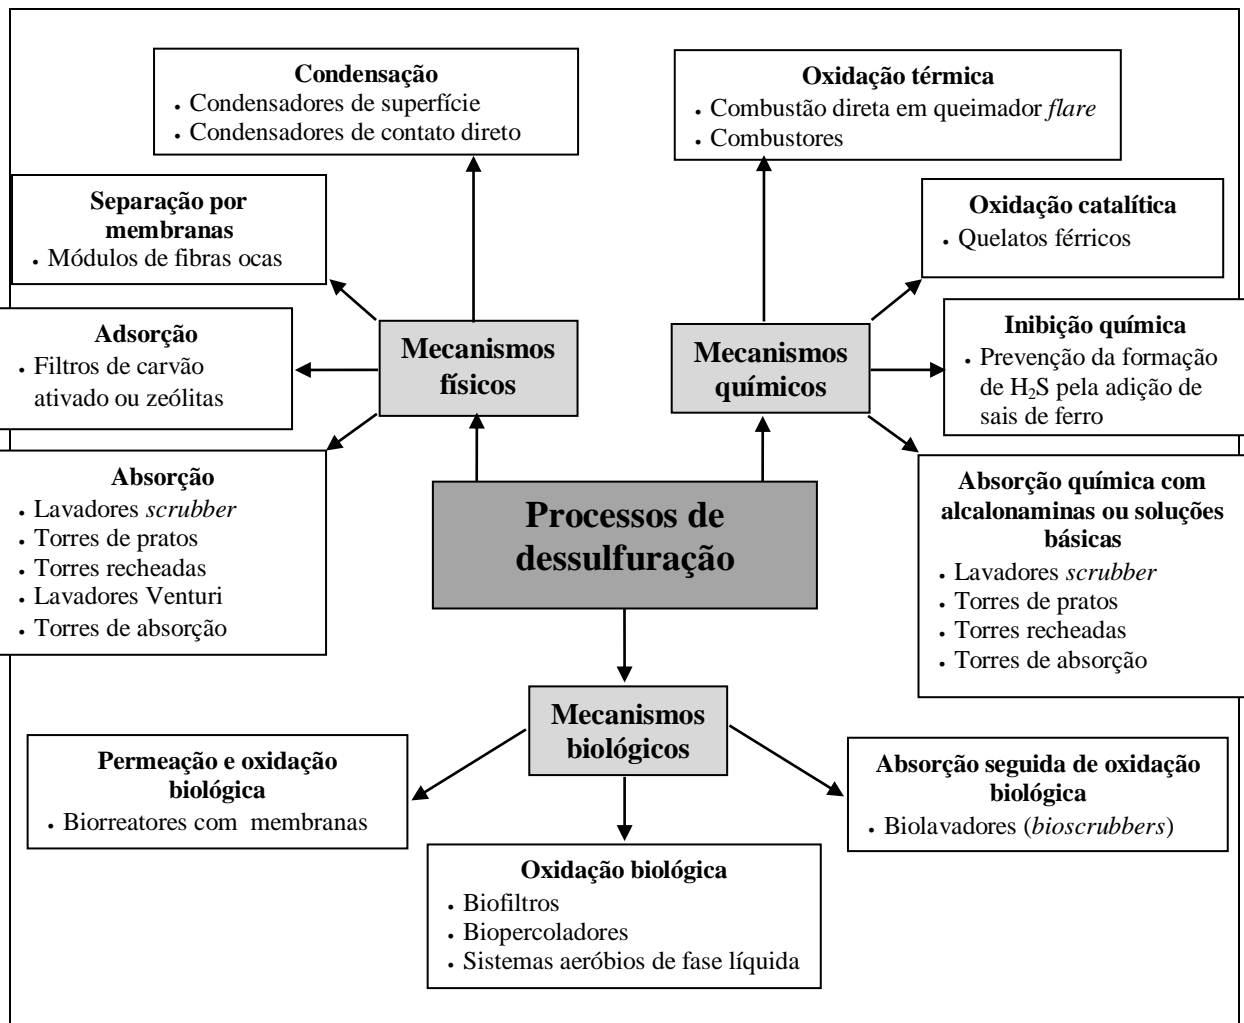 Condensação
• Condensadores de superfície
• Condensadores de contato direto
Oxidação térmica
• Combustão direta em queimador flare
• Combustores
Separação por
membranas
• Módulos de fibras ocas
Oxidação catalítica
• Quelatos férricos
Adsorção
• Filtros de carvão
ativado ou zeólitas
Mecanismos
físicos
Mecanismos
químicos
Inibição química
• Prevenção da formação
de H₂S pela adição de
sais de ferro
Absorção
• Lavadores scrubber
• Torres de pratos
• Torres recheadas
• Lavadores Venturi
• Torres de absorção
Processos de
dessulfuração
Absorção química com
alcalonaminas ou soluções
básicas
• Lavadores scrubber
• Torres de pratos
• Torres recheadas
• Torres de absorção
Mecanismos
biológicos
Permeação e oxidação
biológica
• Biorreatores com membranas
Absorção seguida de oxidação
biológica
• Biolavadores (bioscrubbers)
Oxidação biológica
• Biofiltros
• Biopercoladores
• Sistemas aeróbios de fase líquida